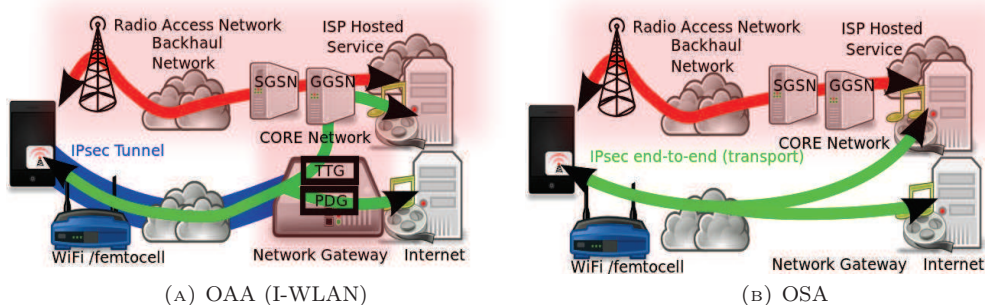 Radio Access Network
Backhaul
Network
ISP Hosted
Service
SGSN
GGSN
CORE Network
IPsec Tunnel
TTG
PDG
WiFi /femtocell
Network Gateway
Internet
(A) OAA (I-WLAN)
Radio Access Network
Backhaul
Network
ISP Hosted
Service
SGSN
GGSN
CORE Network
IPsec end-to-end (transport)
WiFi /femtocell
Network Gateway
Internet
(B) OSA